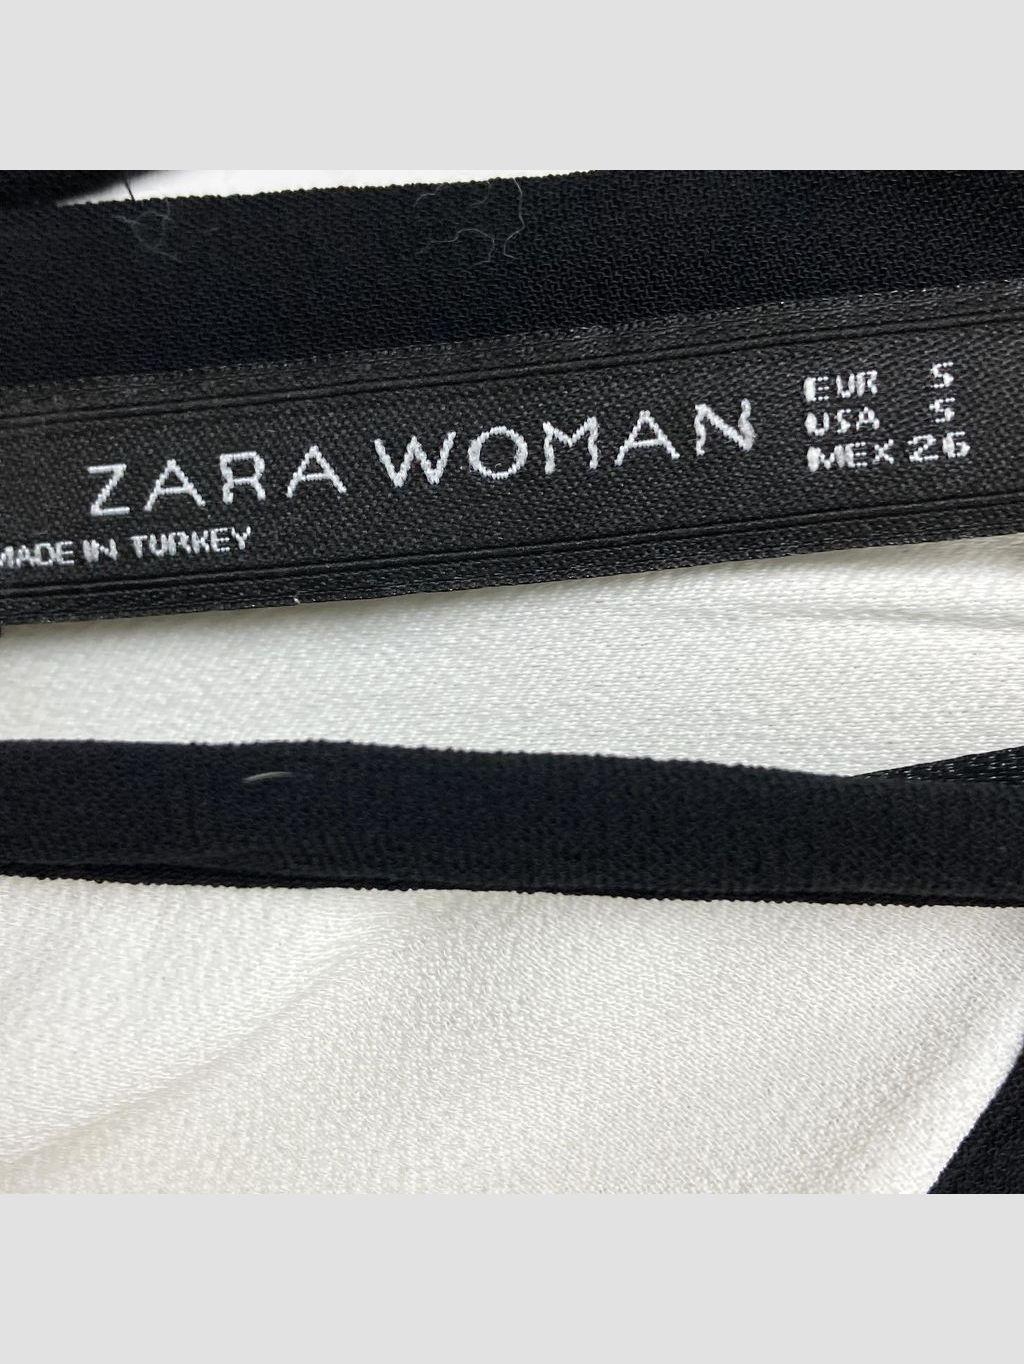 ZARA WOMAN
MADE IN TURKEY
EUR S
USA S
MEX 26